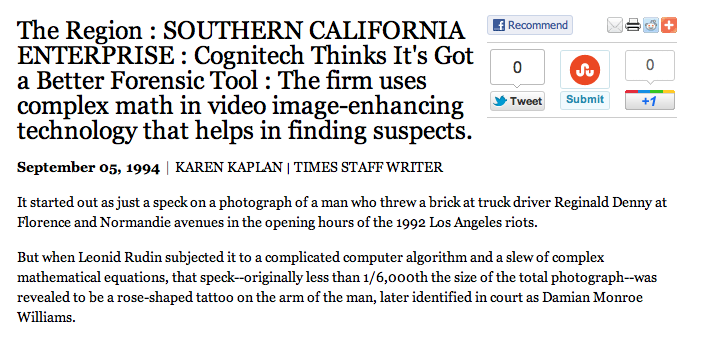 The Region : SOUTHERN CALIFORNIA
ENTERPRISE : Cognitech Thinks It's Got
a Better Forensic Tool : The firm uses
complex math in video image-enhancing
technology that helps in finding suspects.
Recommend
0
Tweet
Submit
0
+1
September 05, 1994 | KAREN KAPLAN | TIMES STAFF WRITER
It started out as just a speck on a photograph of a man who threw a brick at truck driver Reginald Denny at
Florence and Normandie avenues in the opening hours of the 1992 Los Angeles riots.
But when Leonid Rudin subjected it to a complicated computer algorithm and a slew of complex
mathematical equations, that speck--originally less than 1/6,000th the size of the total photograph--was
revealed to be a rose-shaped tattoo on the arm of the man, later identified in court as Damian Monroe
Williams.